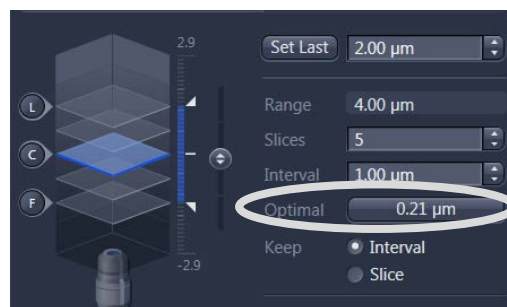 2.9
L
C
F
-2.9
Set Last 2.00 µm
Range 4.00 µm
Slices 5
Interval 1.00 µm
Optimal 0.21 µm
Keep Interval
Slice